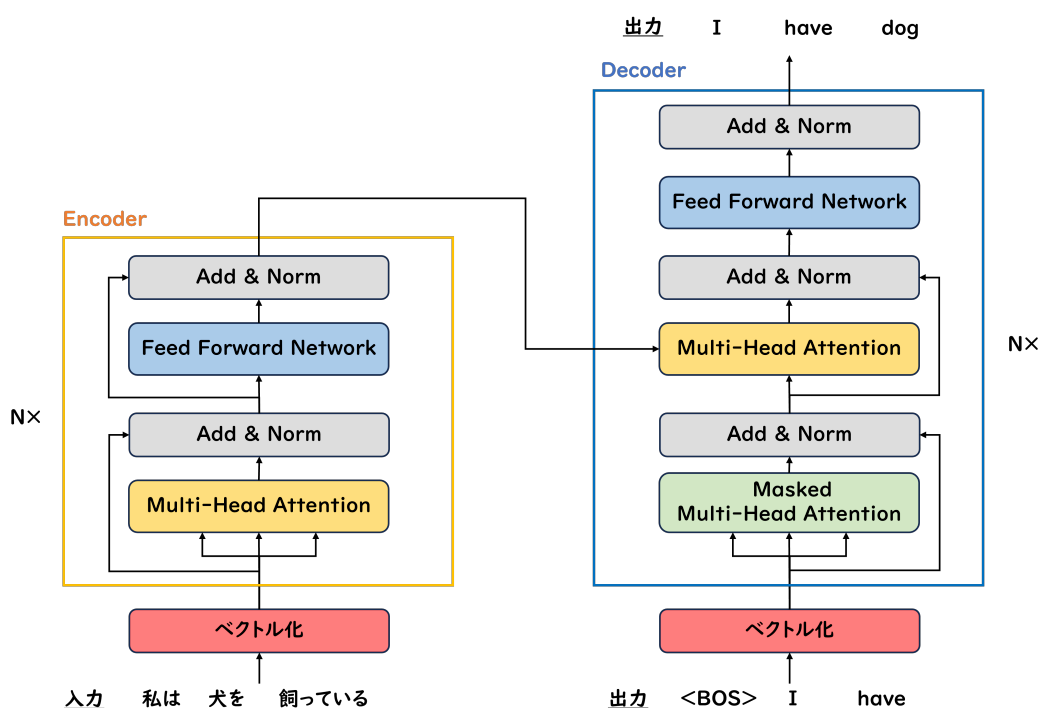 出力 I have dog
Decoder
Add & Norm
Feed Forward Network
Add & Norm
Multi-Head Attention
N×
Add & Norm
Masked
Multi-Head Attention
ベクトル化
出力 <BOS> I have
Encoder
Add & Norm
Feed Forward Network
N×
Add & Norm
Multi-Head Attention
ベクトル化
入力 私は 犬を 飼っている